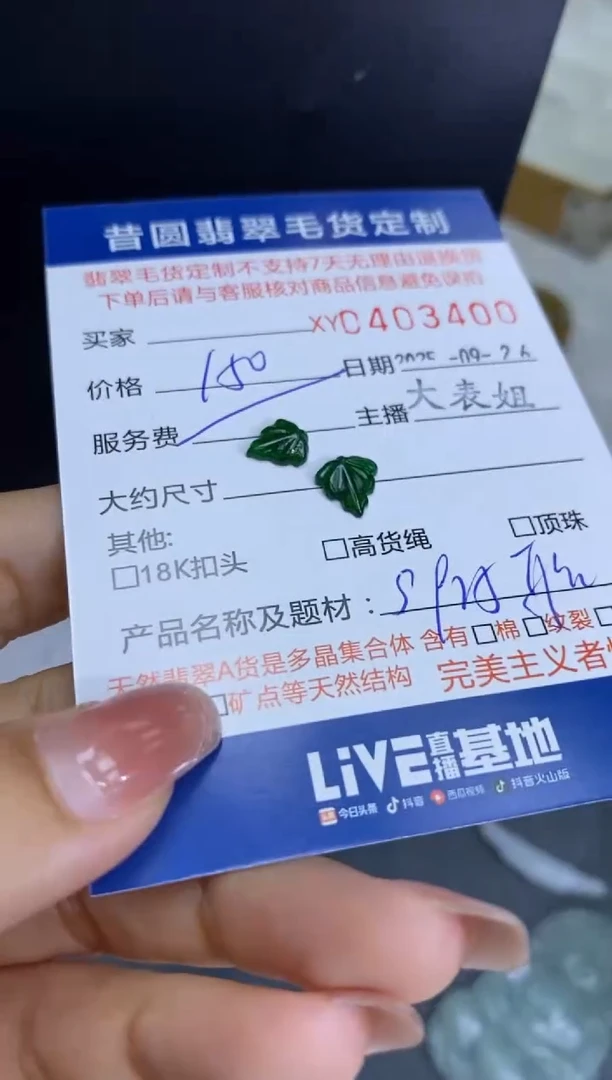 昔圆翡翠毛货定制
翡翠毛货定制不支持7天无理由退换货
下单后请与客服核对商品信息避免误拍
买家 XYC403400
价格 150 日期 2025-09-26
服务费 主播 大表姐
大约尺寸
其他: □高货绳 □顶珠
□18K扣头
产品名称及题材:
天然翡翠A货是多晶集合体 含有□棉 □纹裂 □
□矿点等天然结构 完美主义者
LiVE直播基地
今日头条 抖音 西瓜视频 抖音火山版